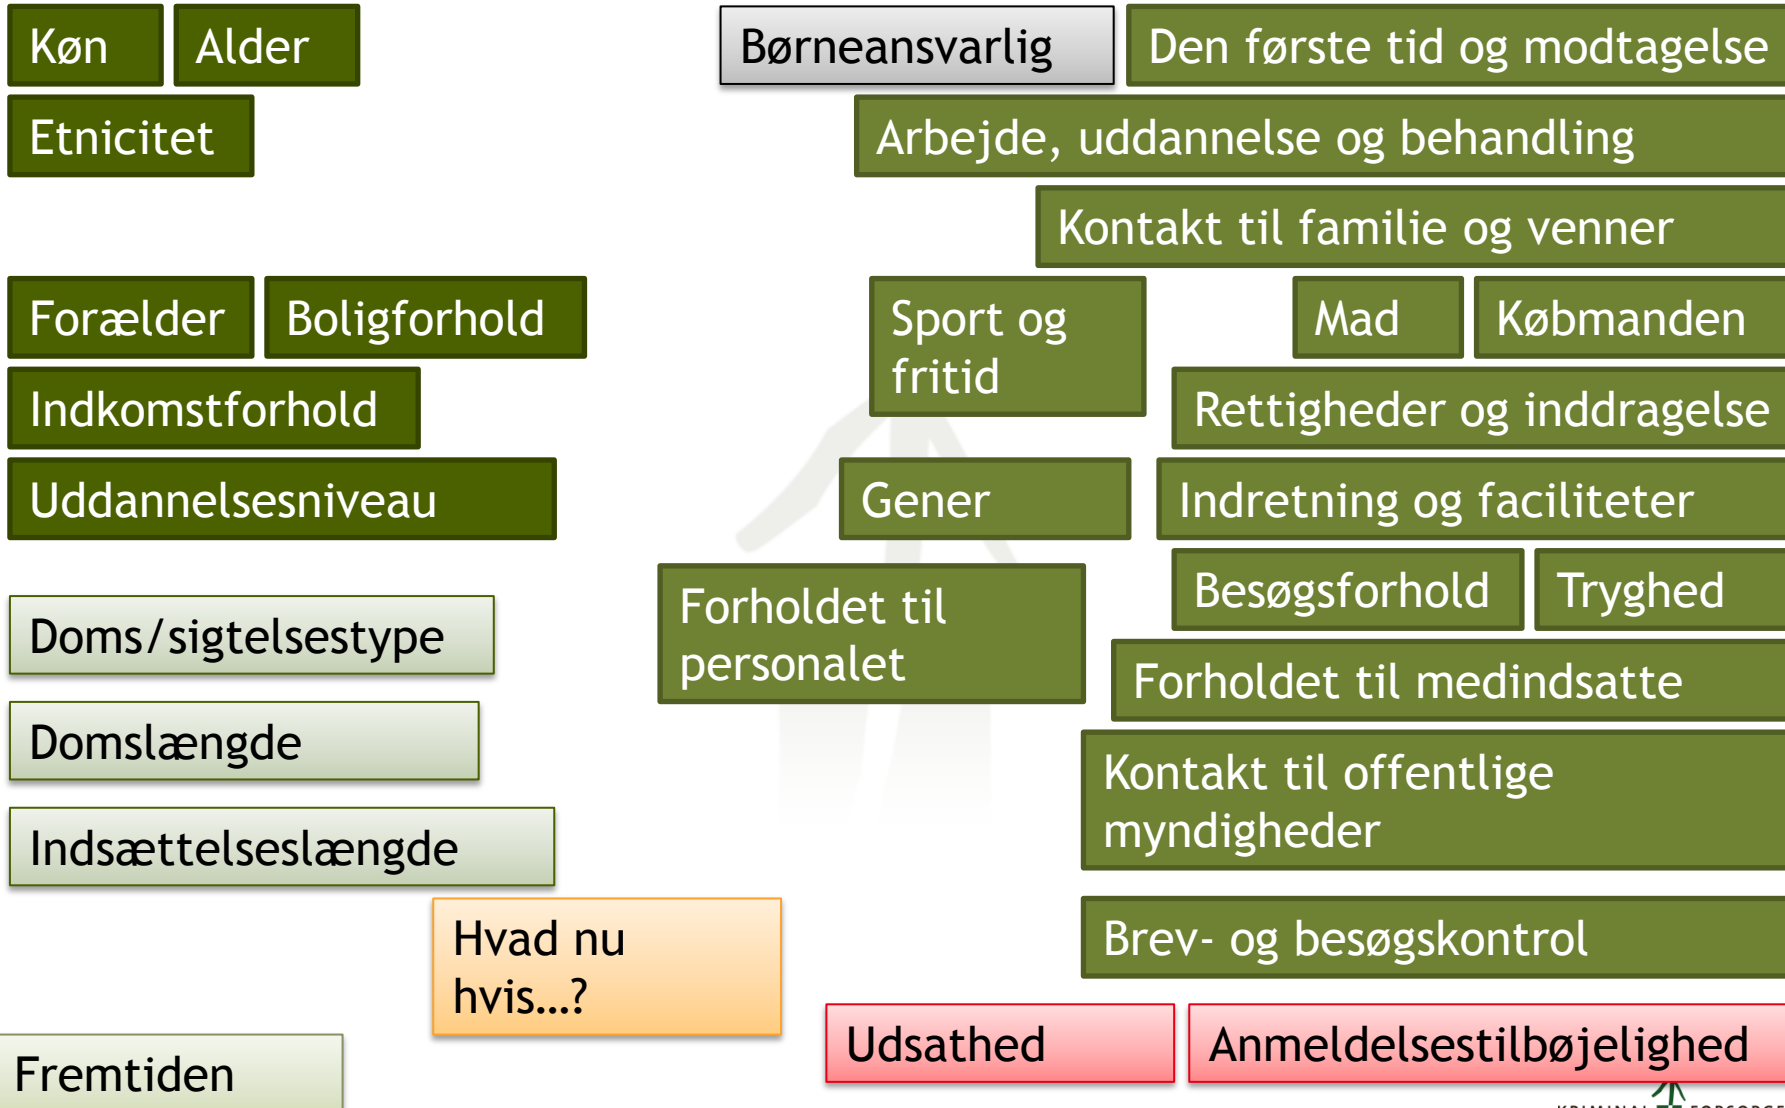 Køn
Alder
Børneansvarlig
Den første tid og modtagelse
Etnicitet
Arbejde, uddannelse og behandling
Kontakt til familie og venner
Forælder
Boligforhold
Sport og
fritid
Mad
Købmanden
Indkomstforhold
Rettigheder og inddragelse
Uddannelsesniveau
Gener
Indretning og faciliteter
Besøgsforhold
Tryghed
Forholdet til
personalet
Doms/sigtelsestype
Forholdet til medindsatte
Domslængde
Kontakt til offentlige
myndigheder
Indsættelseslængde
Hvad nu
hvis…?
Brev- og besøgskontrol
Udsathed
Anmeldelsestilbøjelighed
Fremtiden